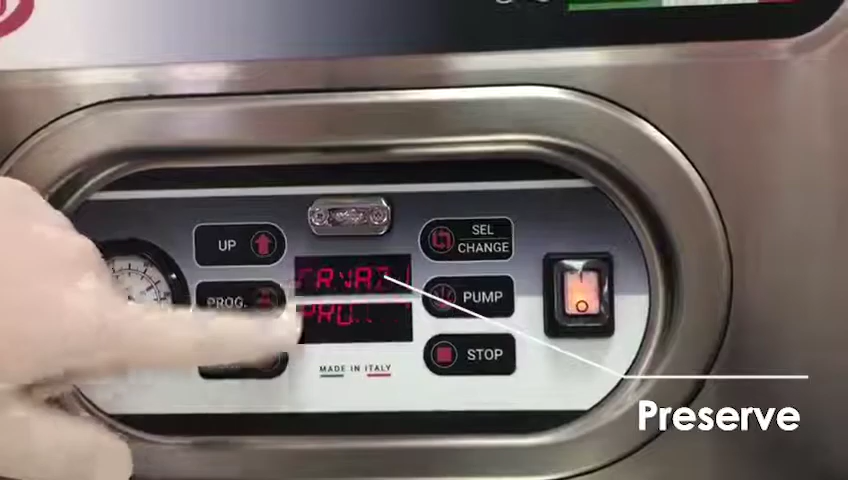 UP
SEL
CHANGE
PROG.
PUMP
STOP
MADE IN ITALY
Preserve